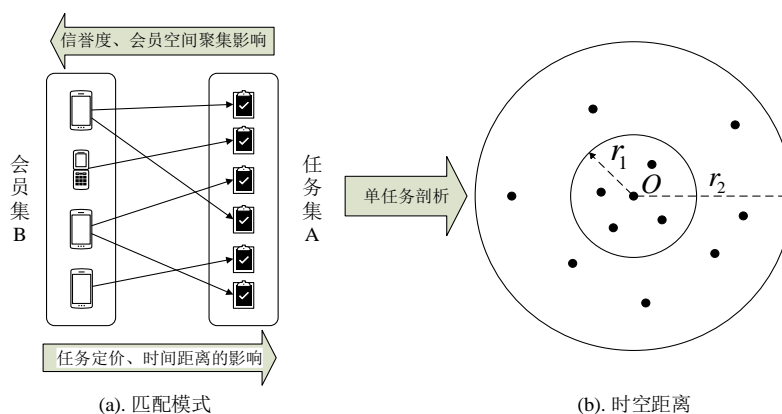 信誉度、会员空间聚集影响
会员集B
任务集A
任务定价、时间距离的影响
(a). 匹配模式
单任务剖析
r₁
O
r₂
(b). 时空距离